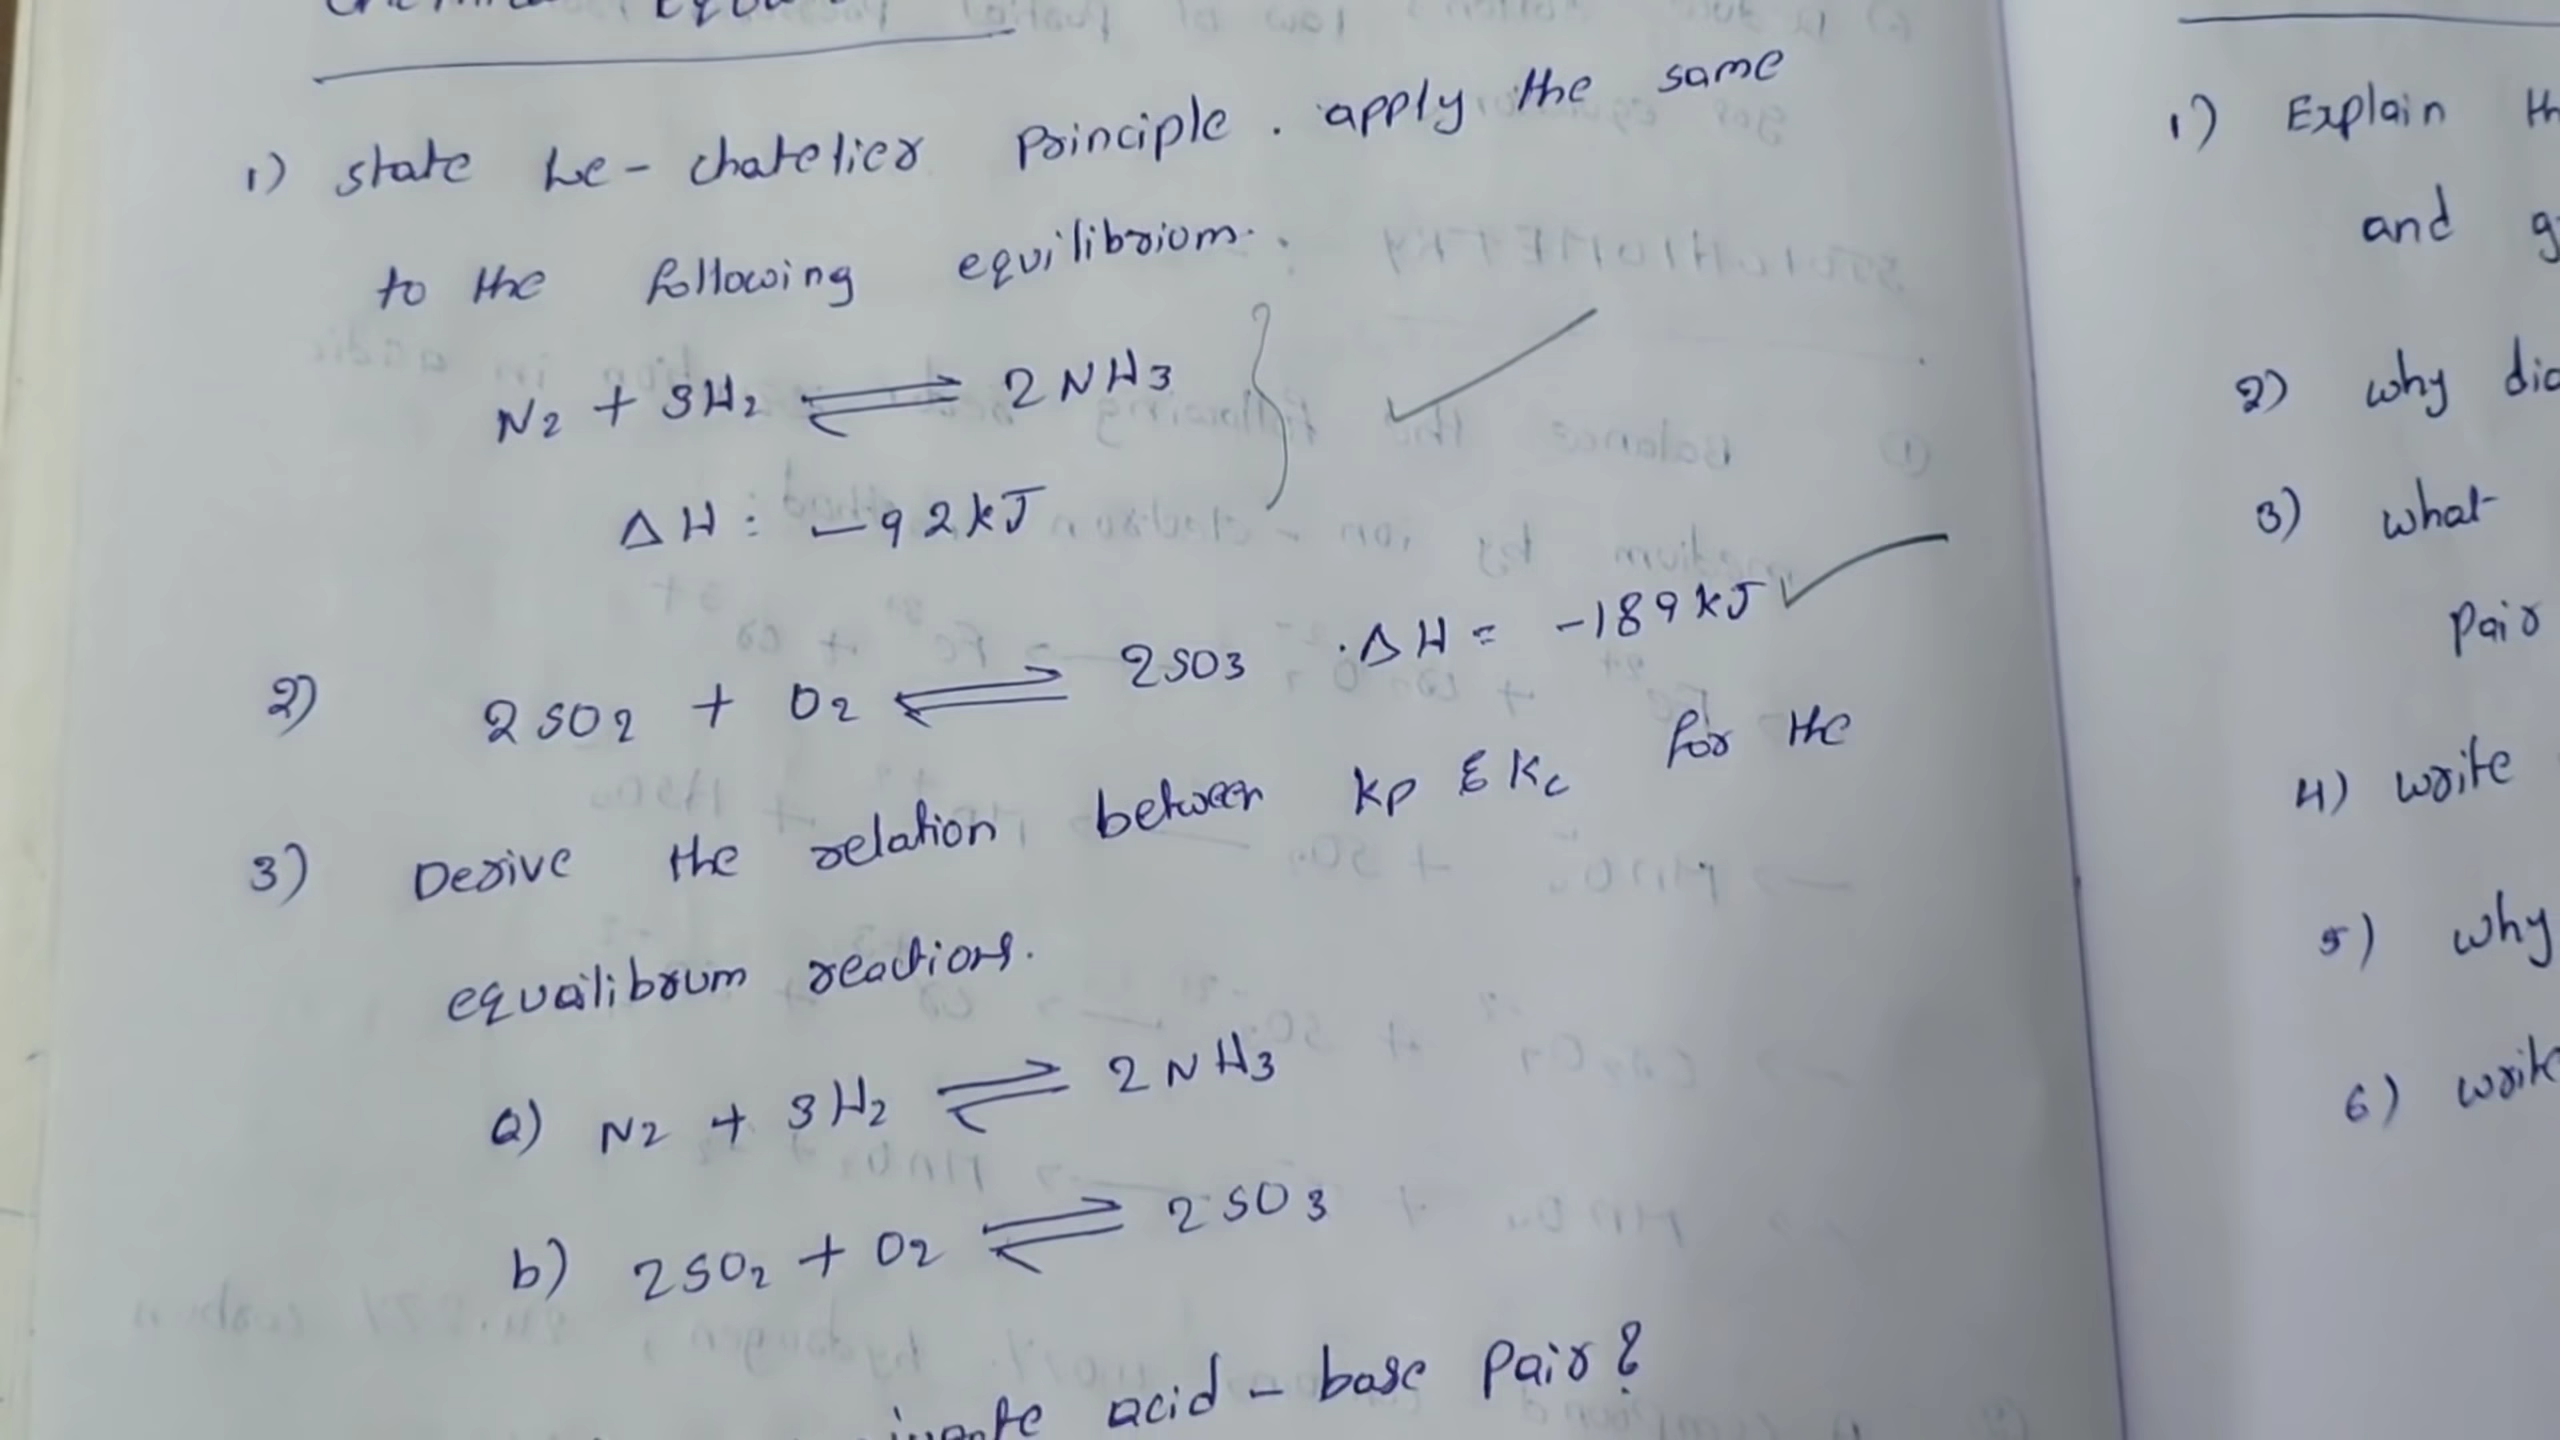 1) state Le-chatelier Principle. apply the same
to the following equilibriom.
N2 + 3H2 ⇌ 2NH3
ΔH: -92kJ
2) 2SO2 + O2 ⇌ 2SO3 .ΔH = -189kJ
3) Derive the relation between kp & Kc for the
equailibrum reactions.
a) N2 + 3H2 ⇌ 2NH3
b) 2SO2 + O2 ⇌ 2SO3
acid - base Pair?
1) Explain
and
2) why
3) what
Pair
4) write
5) why
6) write